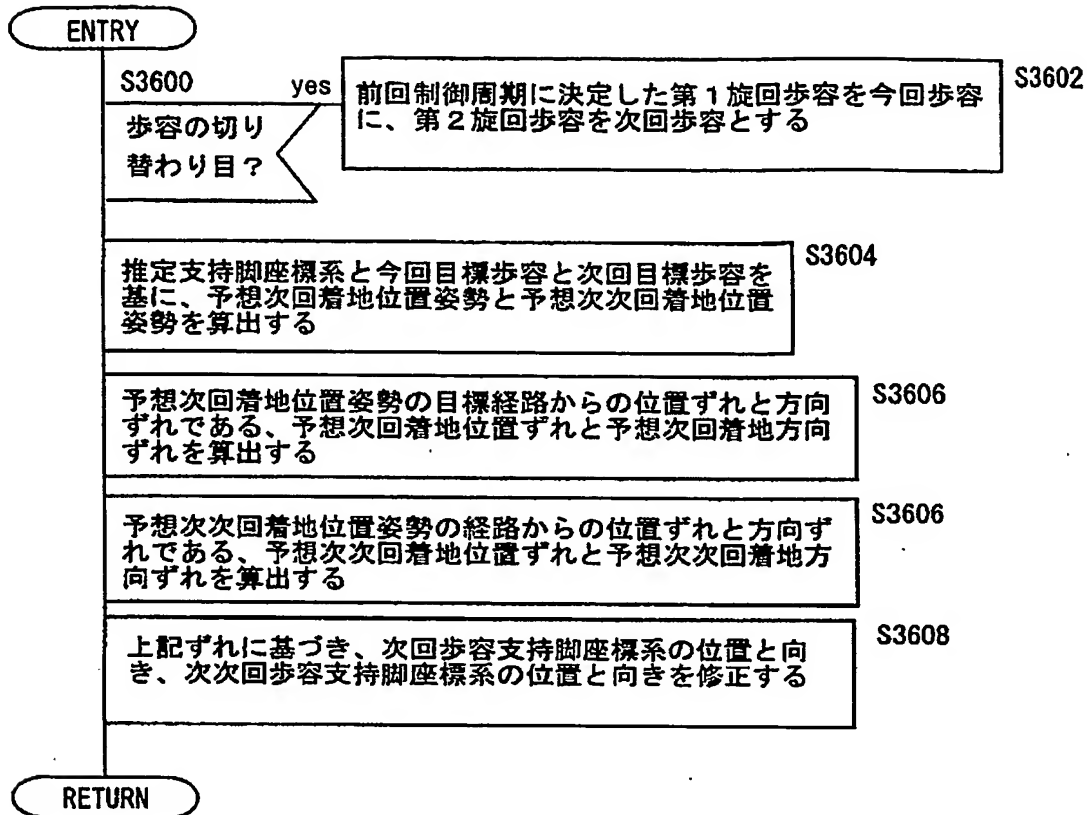 ENTRY
S3600
yes
歩容の切り
替わり目?
前回制御周期に決定した第1旋回歩容を今回歩容
に、第2旋回歩容を次回歩容とする
S3602
推定支持脚座標系と今回目標歩容と次回目標歩容を
基に、予想次回着地位置姿勢と予想次次回着地位置
姿勢を算出する
S3604
予想次回着地位置姿勢の目標経路からの位置ずれと方向
ずれである、予想次回着地位置ずれと予想次回着地方向
ずれを算出する
S3606
予想次次回着地位置姿勢の経路からの位置ずれと方向ず
れである、予想次次回着地位置ずれと予想次次回着地方
向ずれを算出する
S3606
上記ずれに基づき、次回歩容支持脚座標系の位置と向
き、次次回歩容支持脚座標系の位置と向きを修正する
S3608
RETURN